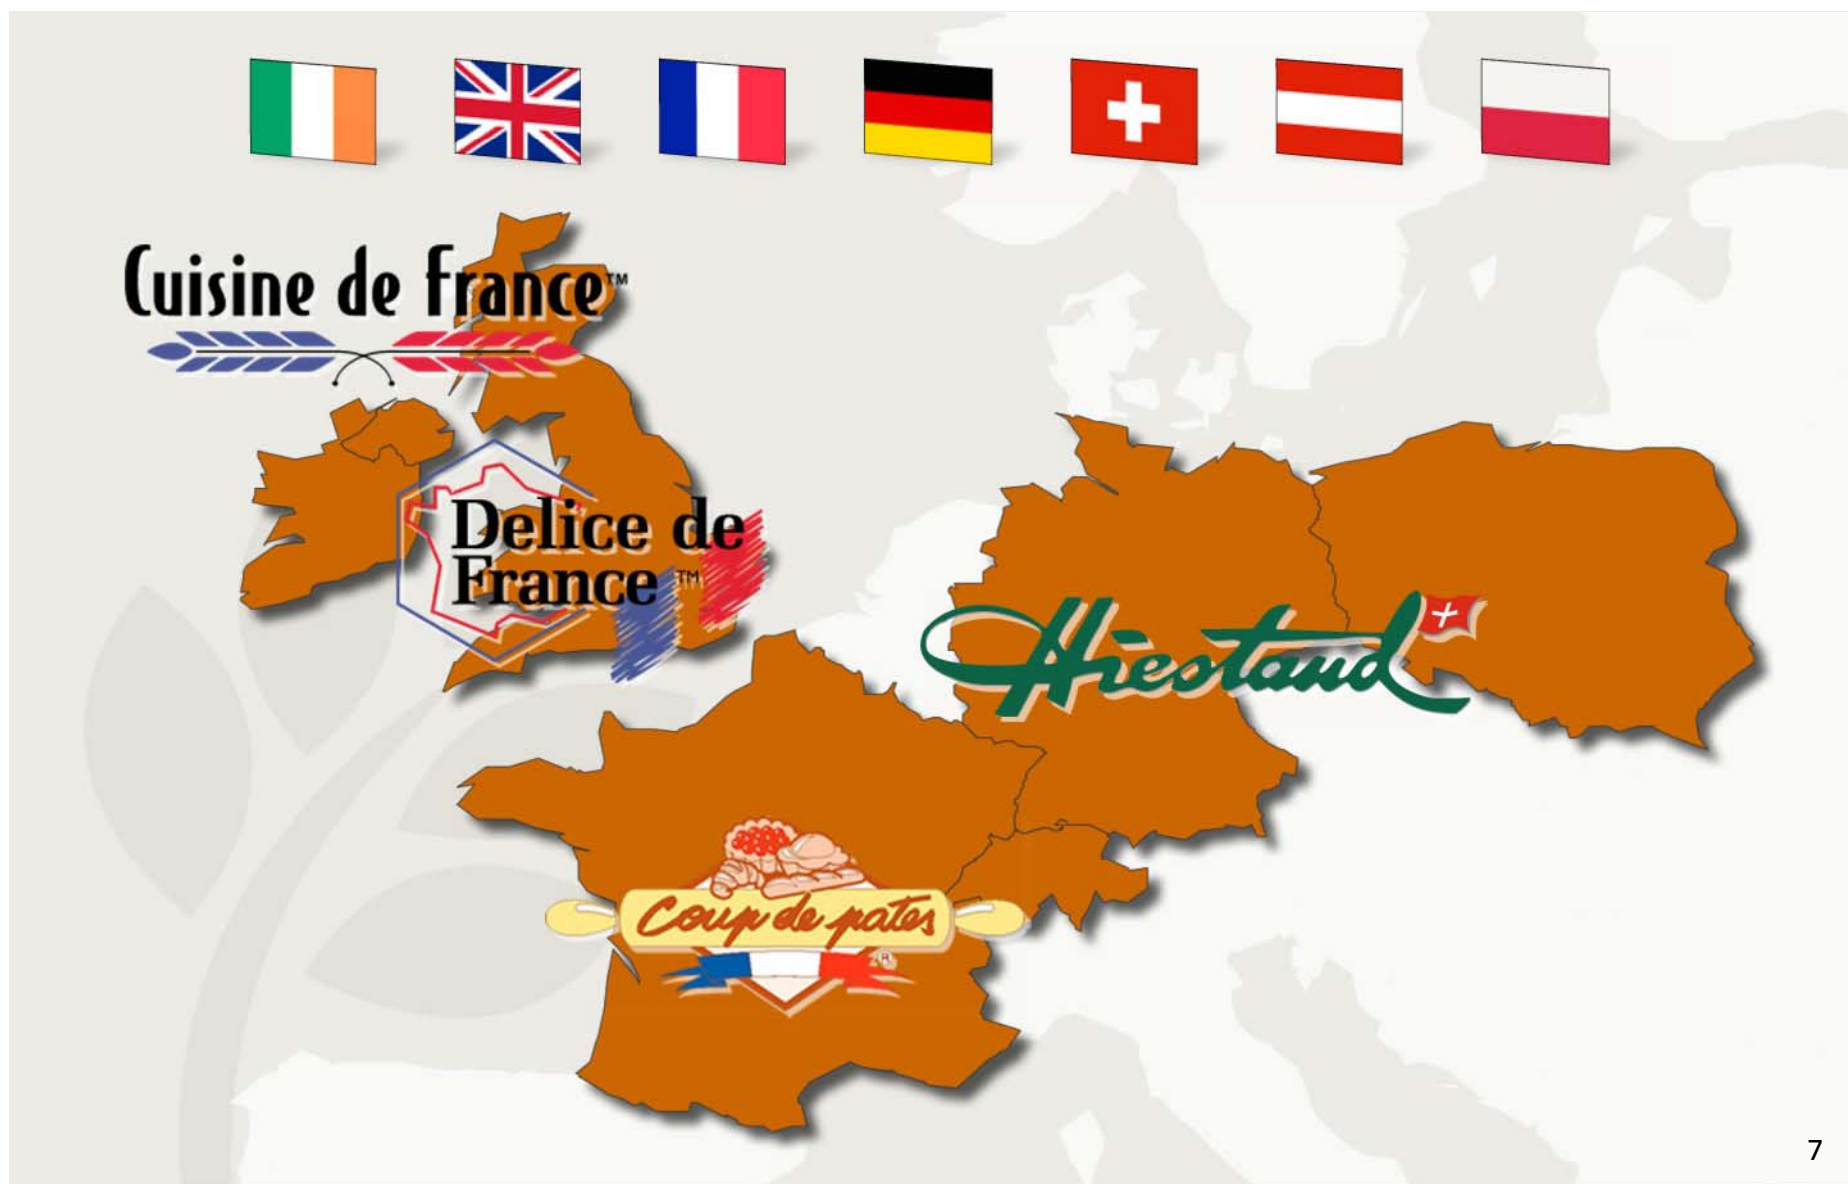 Cuisine de France™
Delice de
France™
Hiestand
Coup de pates®
7